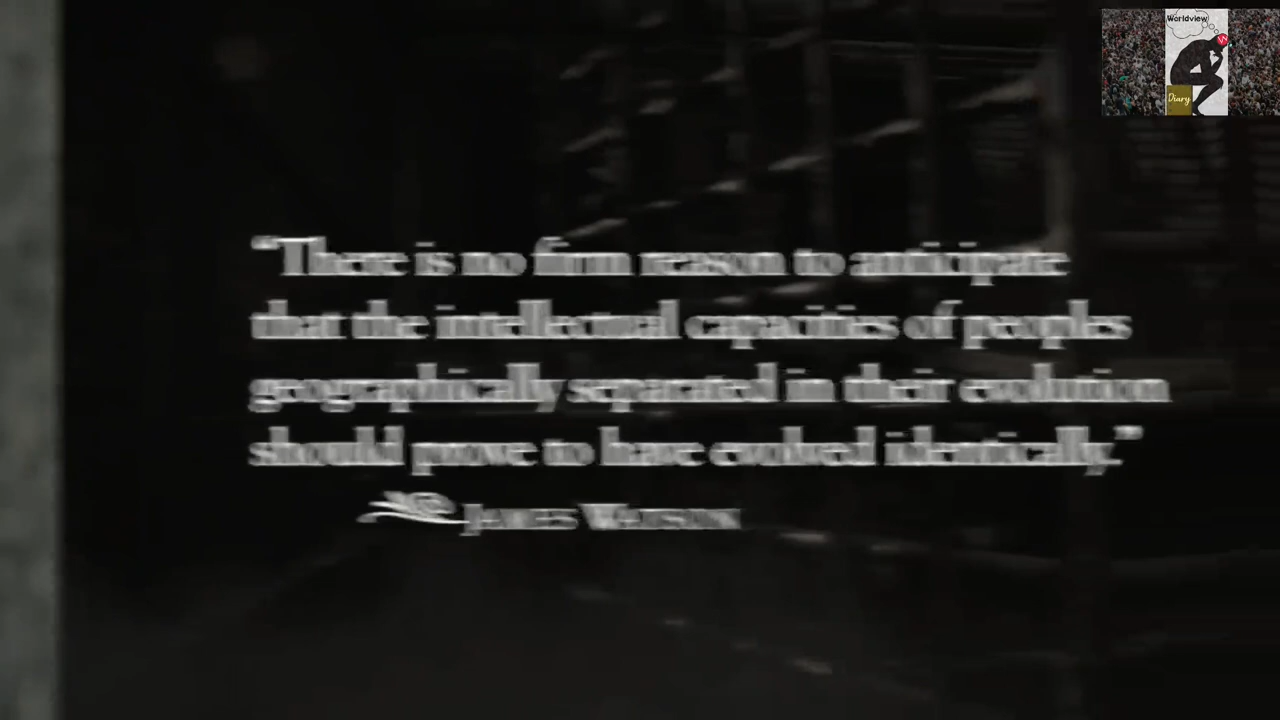 Worldview
W
Diary
“There is no firm reason to anticipate
that the intellectual capacities of peoples
geographically separated in their evolution
should prove to have evolved identically.”
JAMES WATSON